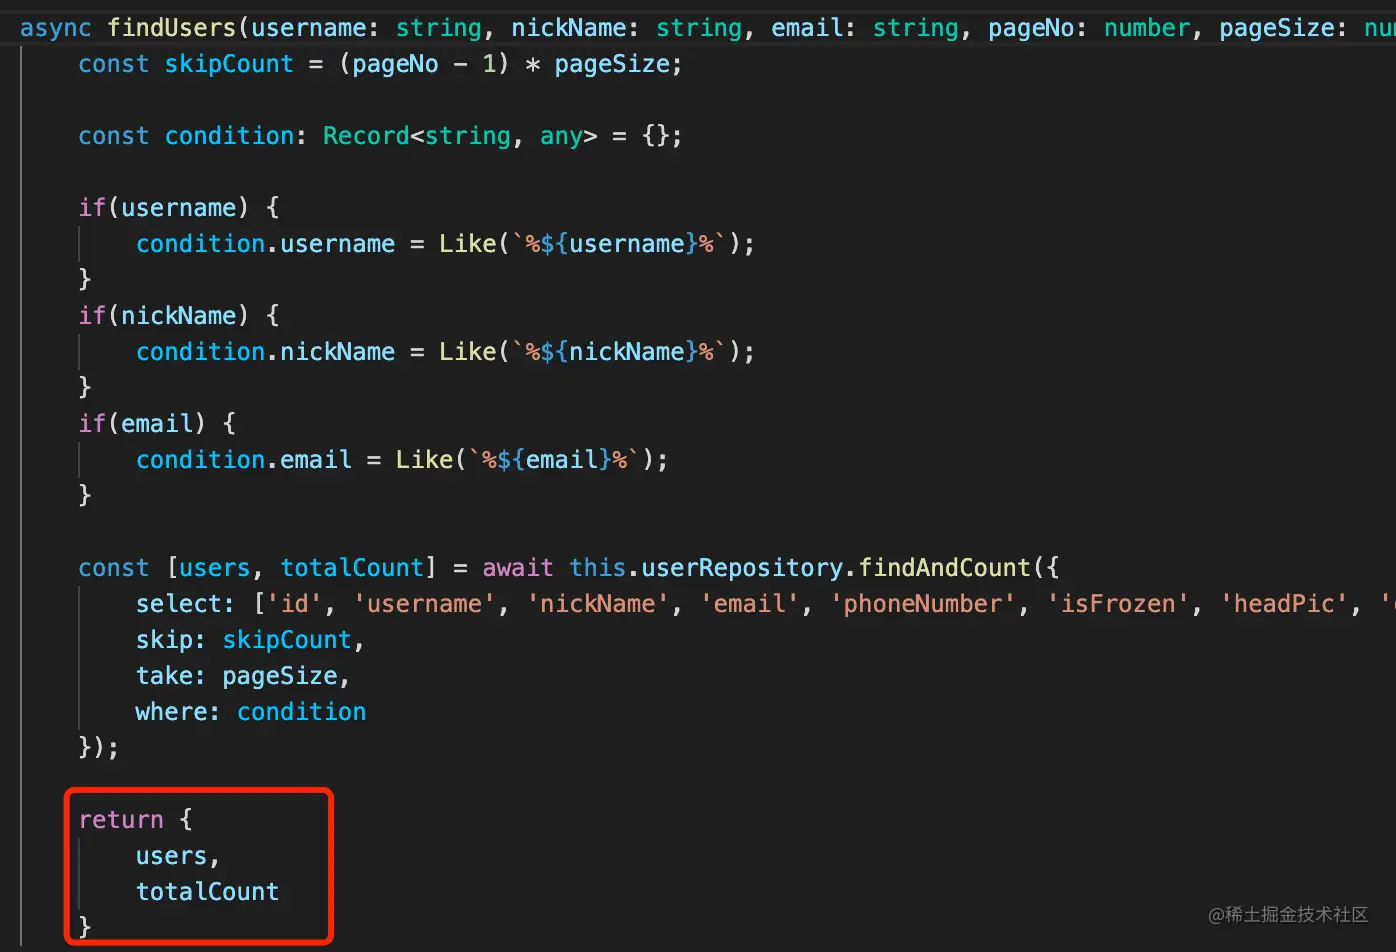 async findUsers(username: string, nickName: string, email: string, pageNo: number, pageSize: nu
const skipCount = (pageNo - 1) * pageSize;
const condition: Record<string, any> = {};
if(username) {
condition.username = Like(`%${username}%`);
}
if(nickName) {
condition.nickName = Like(`%${nickName}%`);
}
if(email) {
condition.email = Like(`%${email}%`);
}
const [users, totalCount] = await this.userRepository.findAndCount({
select: ['id', 'username', 'nickName', 'email', 'phoneNumber', 'isFrozen', 'headPic', '
skip: skipCount,
take: pageSize,
where: condition
});
return {
users,
totalCount
}
@稀土掘金技术社区